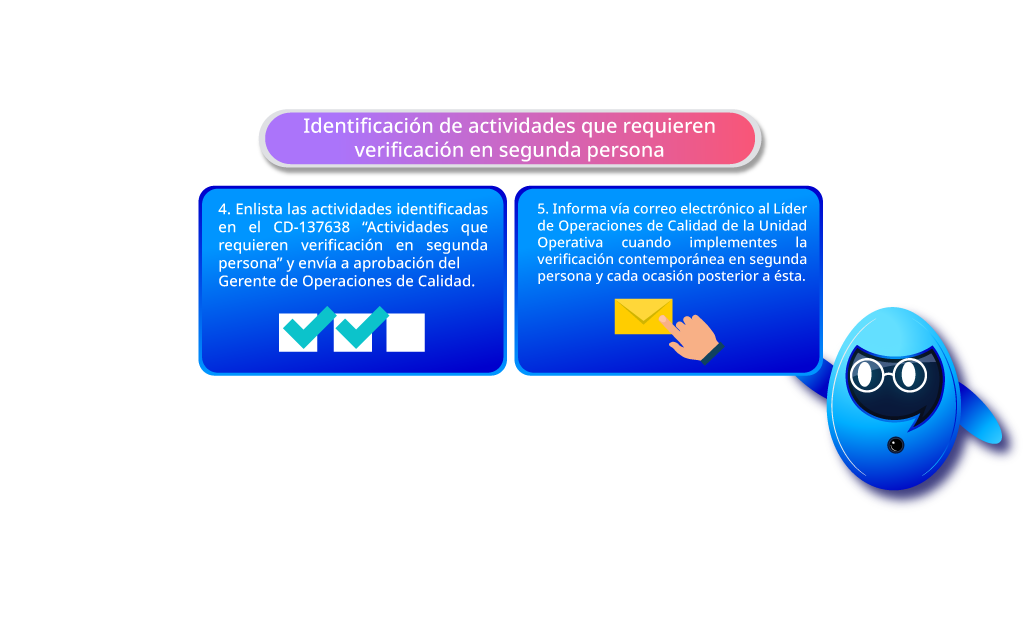 Identificación de actividades que requieren
verificación en segunda persona
4. Enlista las actividades identificadas
en el CD-137638 “Actividades que
requieren verificación en segunda
persona” y envía a aprobación del
Gerente de Operaciones de Calidad.
5. Informa vía correo electrónico al Líder
de Operaciones de Calidad de la Unidad
Operativa cuando implementes la
verificación contemporánea en segunda
persona y cada ocasión posterior a ésta.